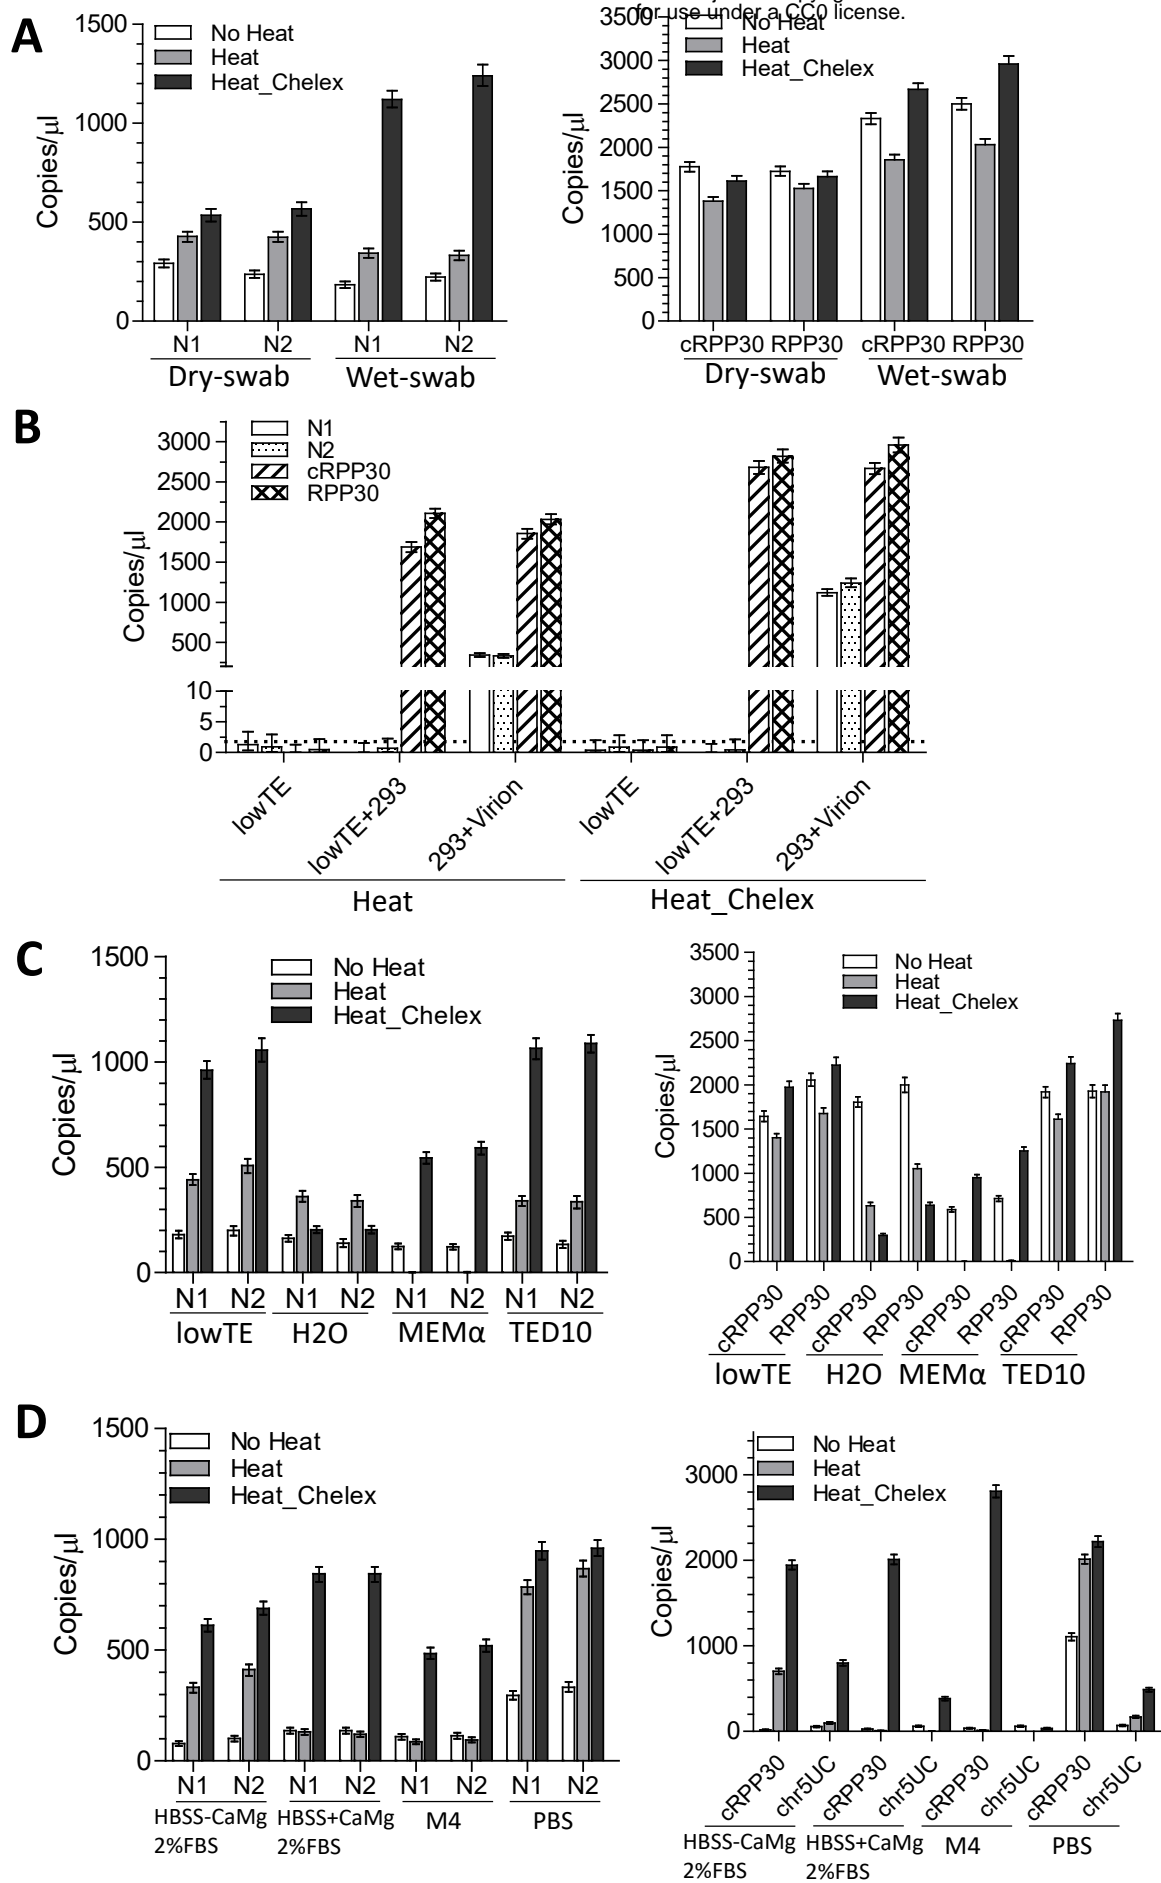 for use under a CC0 license.
A
1500
1000
500
0
Copies/µl
No Heat
Heat
Heat_Chelex
N1 N2 N1 N2
Dry-swab Wet-swab
3500
3000
2500
2000
1500
1000
500
0
Copies/µl
No Heat
Heat
Heat_Chelex
cRPP30 RPP30 cRPP30 RPP30
Dry-swab Wet-swab
B
3000
2500
2000
1500
1000
500
10
5
0
Copies/µl
N1
N2
cRPP30
RPP30
lowTE lowTE+293 293+Virion lowTE lowTE+293 293+Virion
Heat Heat_Chelex
C
1500
1000
500
0
Copies/µl
No Heat
Heat
Heat_Chelex
N1 N2 N1 N2 N1 N2 N1 N2
lowTE H2O MEMα TED10
3500
3000
2500
2000
1500
1000
500
0
Copies/µl
No Heat
Heat
Heat_Chelex
cRPP30 RPP30 cRPP30 RPP30 cRPP30 RPP30 cRPP30 RPP30
lowTE H2O MEMα TED10
D
1500
1000
500
0
Copies/µl
No Heat
Heat
Heat_Chelex
N1 N2 N1 N2 N1 N2 N1 N2
HBSS-CaMg HBSS+CaMg M4 PBS
2%FBS 2%FBS
3000
2000
1000
0
Copies/µl
No Heat
Heat
Heat_Chelex
cRPP30 chr5UC cRPP30 chr5UC cRPP30 chr5UC cRPP30 chr5UC
HBSS-CaMg HBSS+CaMg M4 PBS
2%FBS 2%FBS